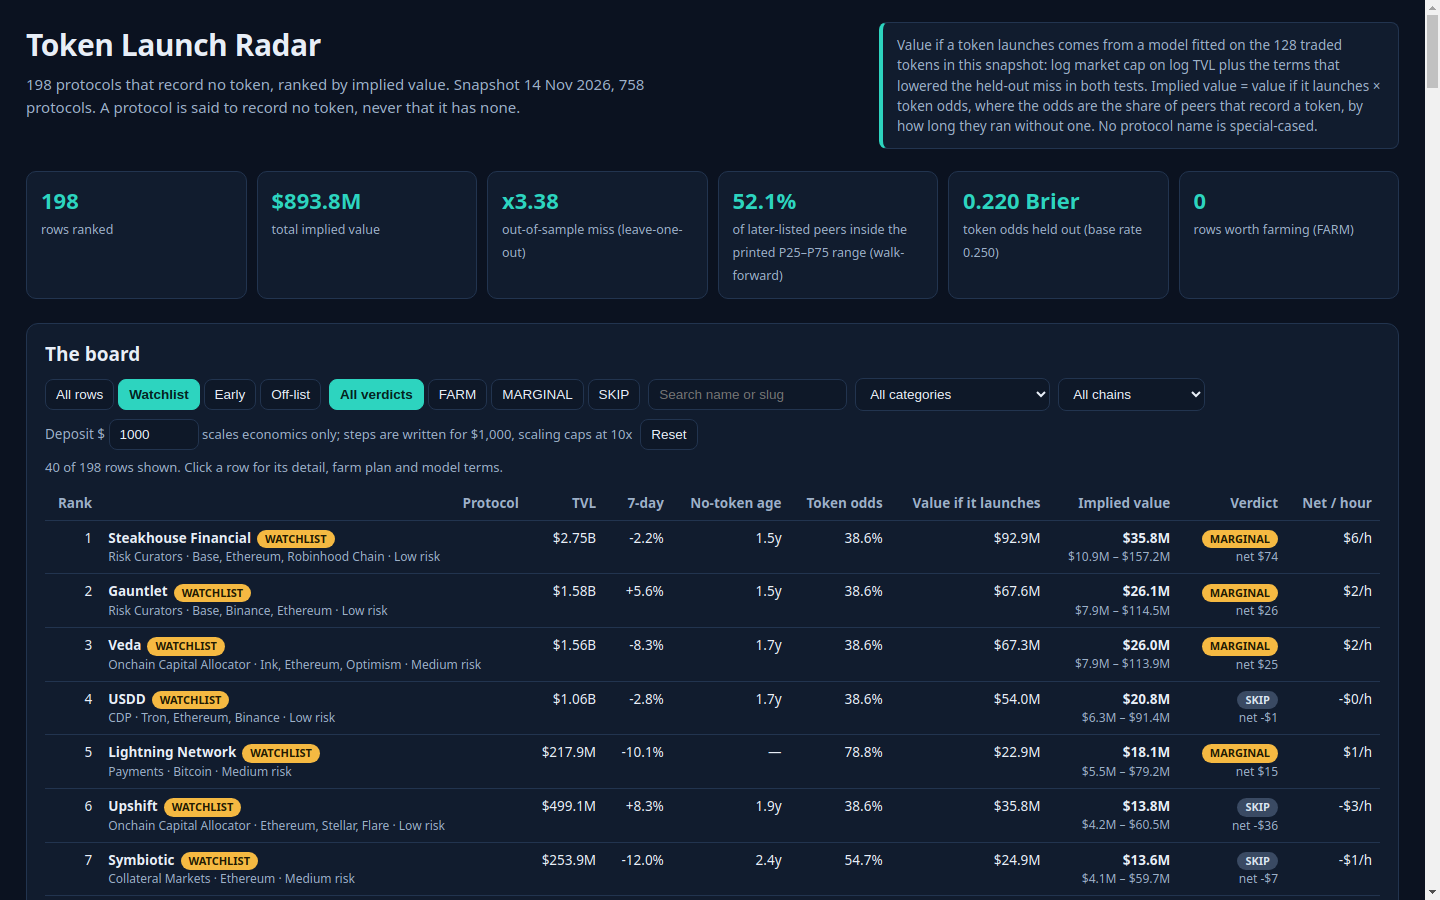 Token Launch Radar
198 protocols that record no token, ranked by implied value. Snapshot 14 Nov 2026, 758
protocols. A protocol is said to record no token, never that it has none.
Value if a token launches comes from a model fitted on the 128 traded
tokens in this snapshot: log market cap on log TVL plus the terms that
lowered the held-out miss in both tests. Implied value = value if it launches ×
token odds, where the odds are the share of peers that record a token, by
how long they ran without one. No protocol name is special-cased.
198
rows ranked
$893.8M
total implied value
x3.38
out-of-sample miss (leave-one-
out)
52.1%
of later-listed peers inside the
printed P25–P75 range (walk-
forward)
0.220 Brier
token odds held out (base rate
0.250)
0
rows worth farming (FARM)
The board
All rows Watchlist Early Off-list All verdicts FARM MARGINAL SKIP Search name or slug All categories All chains
Deposit $ 1000 scales economics only; steps are written for $1,000, scaling caps at 10x Reset
40 of 198 rows shown. Click a row for its detail, farm plan and model terms.
Rank Protocol TVL 7-day No-token age Token odds Value if it launches Implied value Verdict Net / hour
1 Steakhouse Financial WATCHLIST $2.75B -2.2% 1.5y 38.6% $92.9M $35.8M MARGINAL $6/h
Risk Curators · Base, Ethereum, Robinhood Chain · Low risk $10.9M – $157.2M net $74
2 Gauntlet WATCHLIST $1.58B +5.6% 1.5y 38.6% $67.6M $26.1M MARGINAL $2/h
Risk Curators · Base, Binance, Ethereum · Low risk $7.9M – $114.5M net $26
3 Veda WATCHLIST $1.56B -8.3% 1.7y 38.6% $67.3M $26.0M MARGINAL $2/h
Onchain Capital Allocator · Ink, Ethereum, Optimism · Medium risk $7.9M – $113.9M net $25
4 USDD WATCHLIST $1.06B -2.8% 1.7y 38.6% $54.0M $20.8M SKIP -$0/h
CDP · Tron, Ethereum, Binance · Low risk $6.3M – $91.4M net -$1
5 Lightning Network WATCHLIST $217.9M -10.1% — 78.8% $22.9M $18.1M MARGINAL $1/h
Payments · Bitcoin · Medium risk $5.5M – $79.2M net $15
6 Upshift WATCHLIST $499.1M +8.3% 1.9y 38.6% $35.8M $13.8M SKIP -$3/h
Onchain Capital Allocator · Ethereum, Stellar, Flare · Low risk $4.2M – $60.5M net -$36
7 Symbiotic WATCHLIST $253.9M -12.0% 2.4y 54.7% $24.9M $13.6M SKIP -$1/h
Collateral Markets · Ethereum · Medium risk $4.1M – $59.7M net -$7